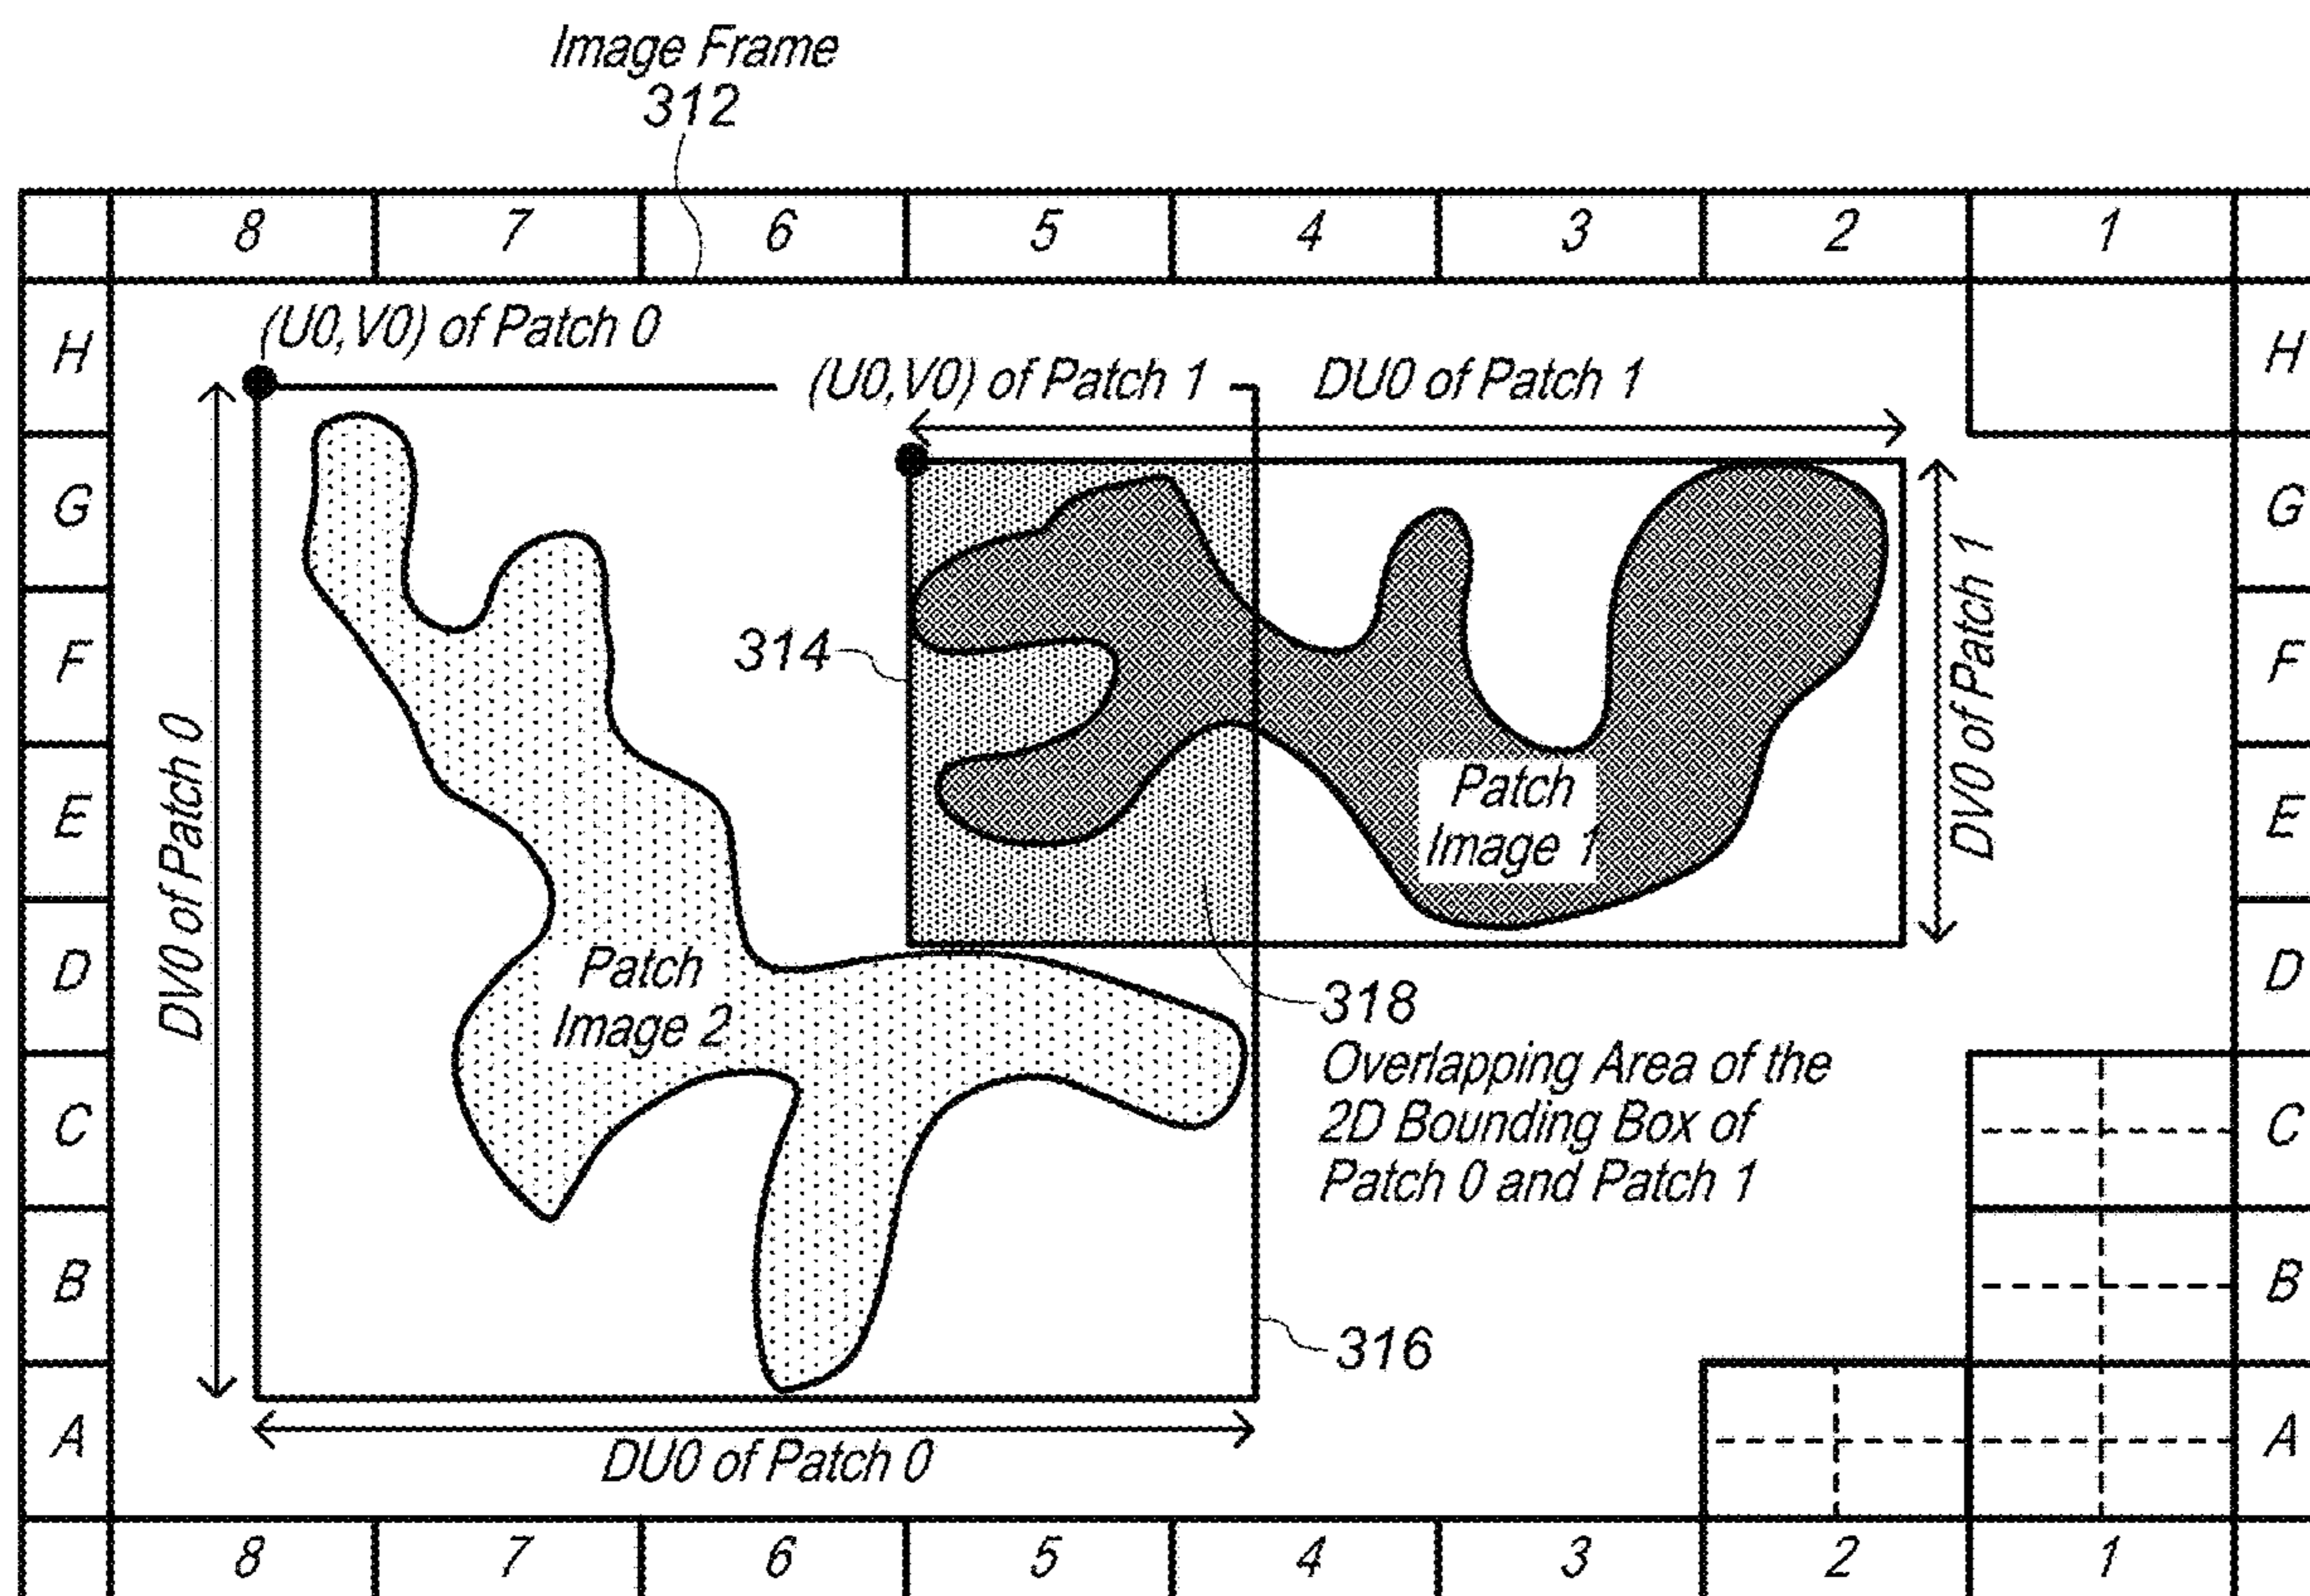 Image Frame
312
8 7 6 5 4 3 2 1
(U0,V0) of Patch 0
H H
(U0,V0) of Patch 1 DU0 of Patch 1
G G
DV0 of Patch 1
314
F F
DV0 of Patch 0
Patch
Image 1
E E
Patch
Image 2
D D
318
Overlapping Area of the
2D Bounding Box of
Patch 0 and Patch 1
C C
B B
316
A A
DU0 of Patch 0
8 7 6 5 4 3 2 1